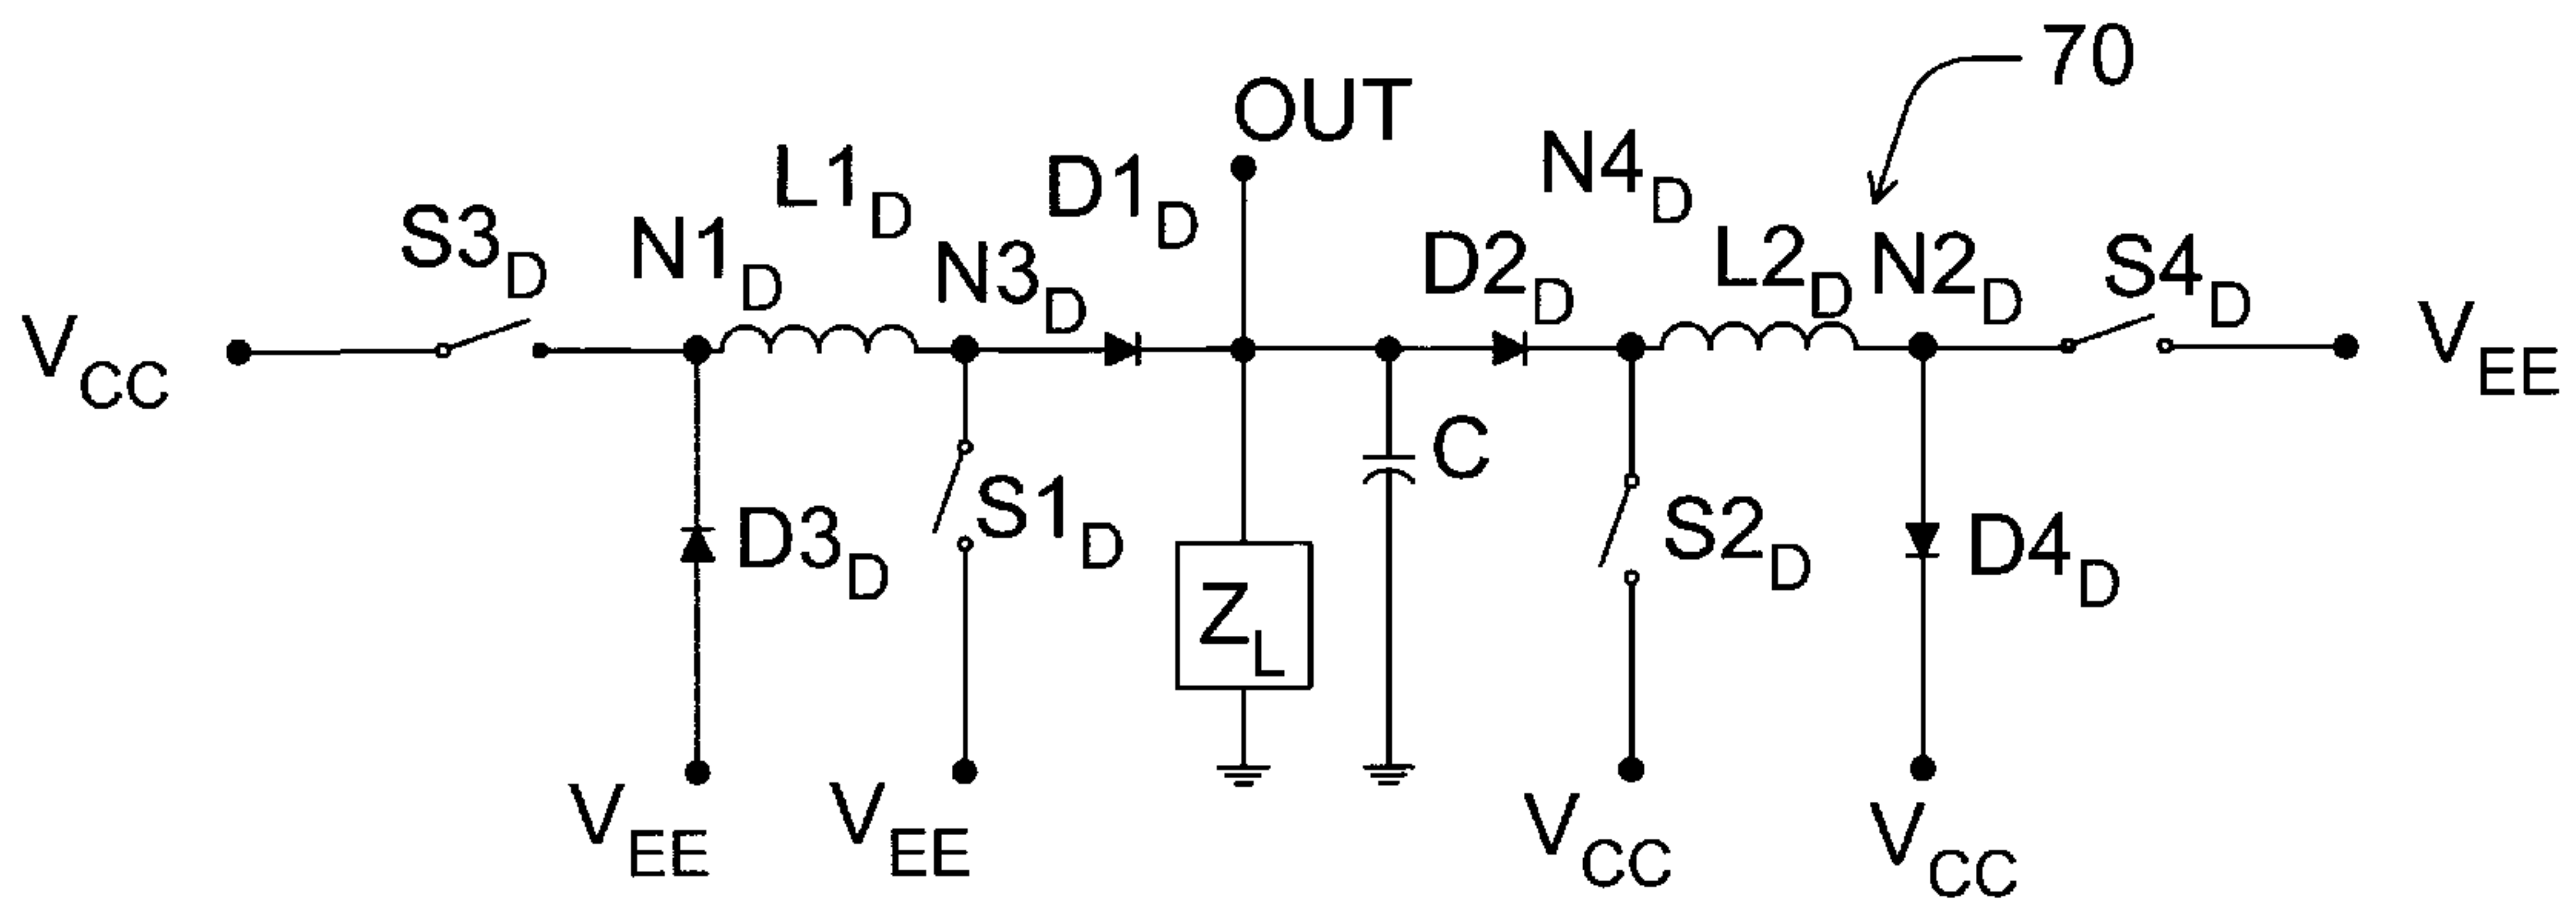 70
OUT
L1D
D1D
N4D
S3D
N1D
N3D
D2D
L2D
N2D
S4D
VCC
VEE
C
D3D
S1D
S2D
D4D
ZL
VEE
VEE
VCC
VCC